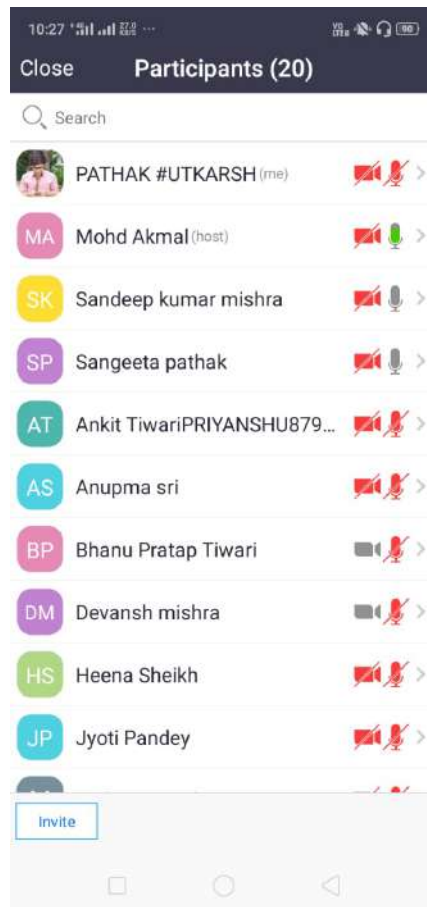 10:27
Close Participants (20)
Search
PATHAK #UTKARSH (me)
MA Mohd Akmal (host)
SK Sandeep kumar mishra
SP Sangeeta pathak
AT Ankit TiwariPRIYANSHU879...
AS Anupma sri
BP Bhanu Pratap Tiwari
DM Devansh mishra
HS Heena Sheikh
JP Jyoti Pandey
Invite